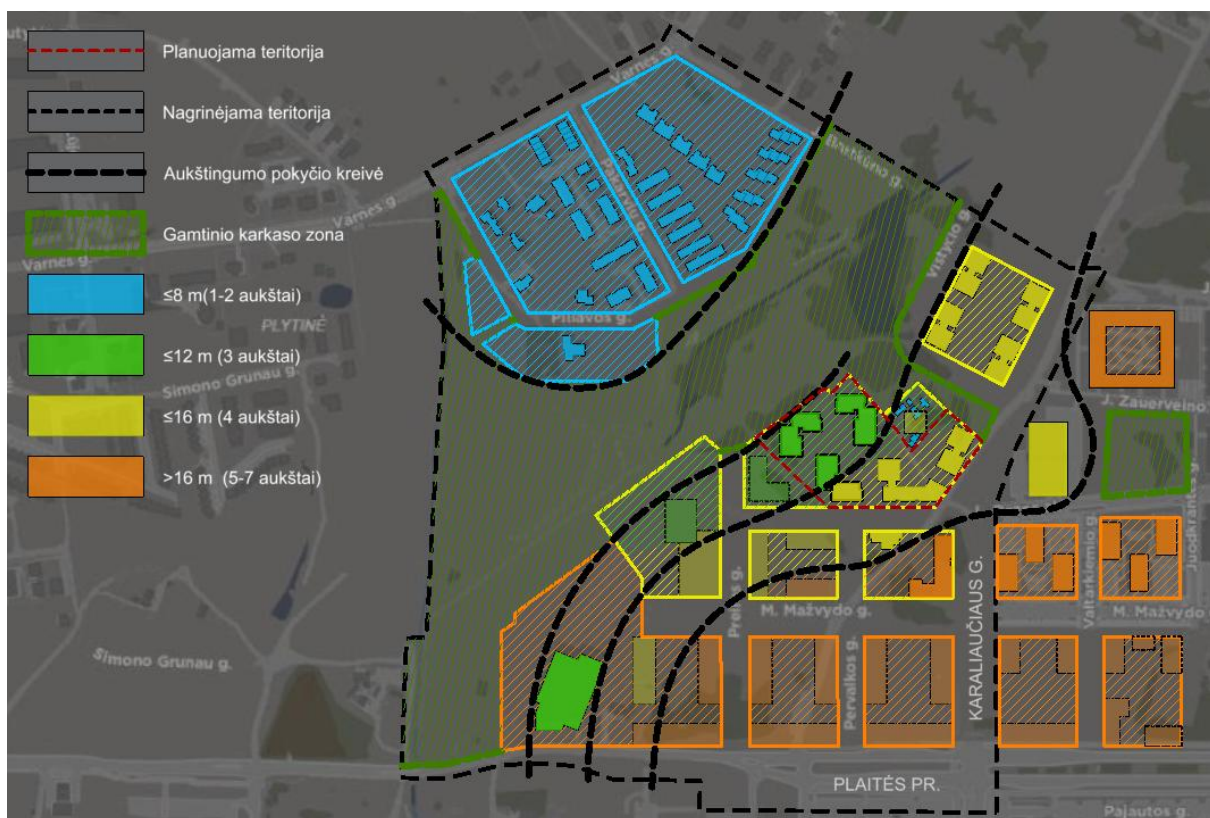 Planuojama teritorija
Nagrinėjama teritorija
Aukštingumo pokyčio kreivė
Gamtinio karkaso zona
≤8 m(1-2 aukštai)
≤12 m (3 aukštai)
≤16 m (4 aukštai)
>16 m (5-7 aukštai)
Varnės g.
Varnės g.
Varnės g.
PLYTINĖ
Simono Grunau g.
Piliavos g.
Vištyčio g.
J. Zauerveino
Juodkrantės g.
Valtarkiemio g.
Preilos g.
M. Mažvydo g.
M. Mažvydo g
Simono Grunau g.
Pervalkos g.
KARALIAUČIAUS G.
PLAITĖS PR.
Pajautos g.